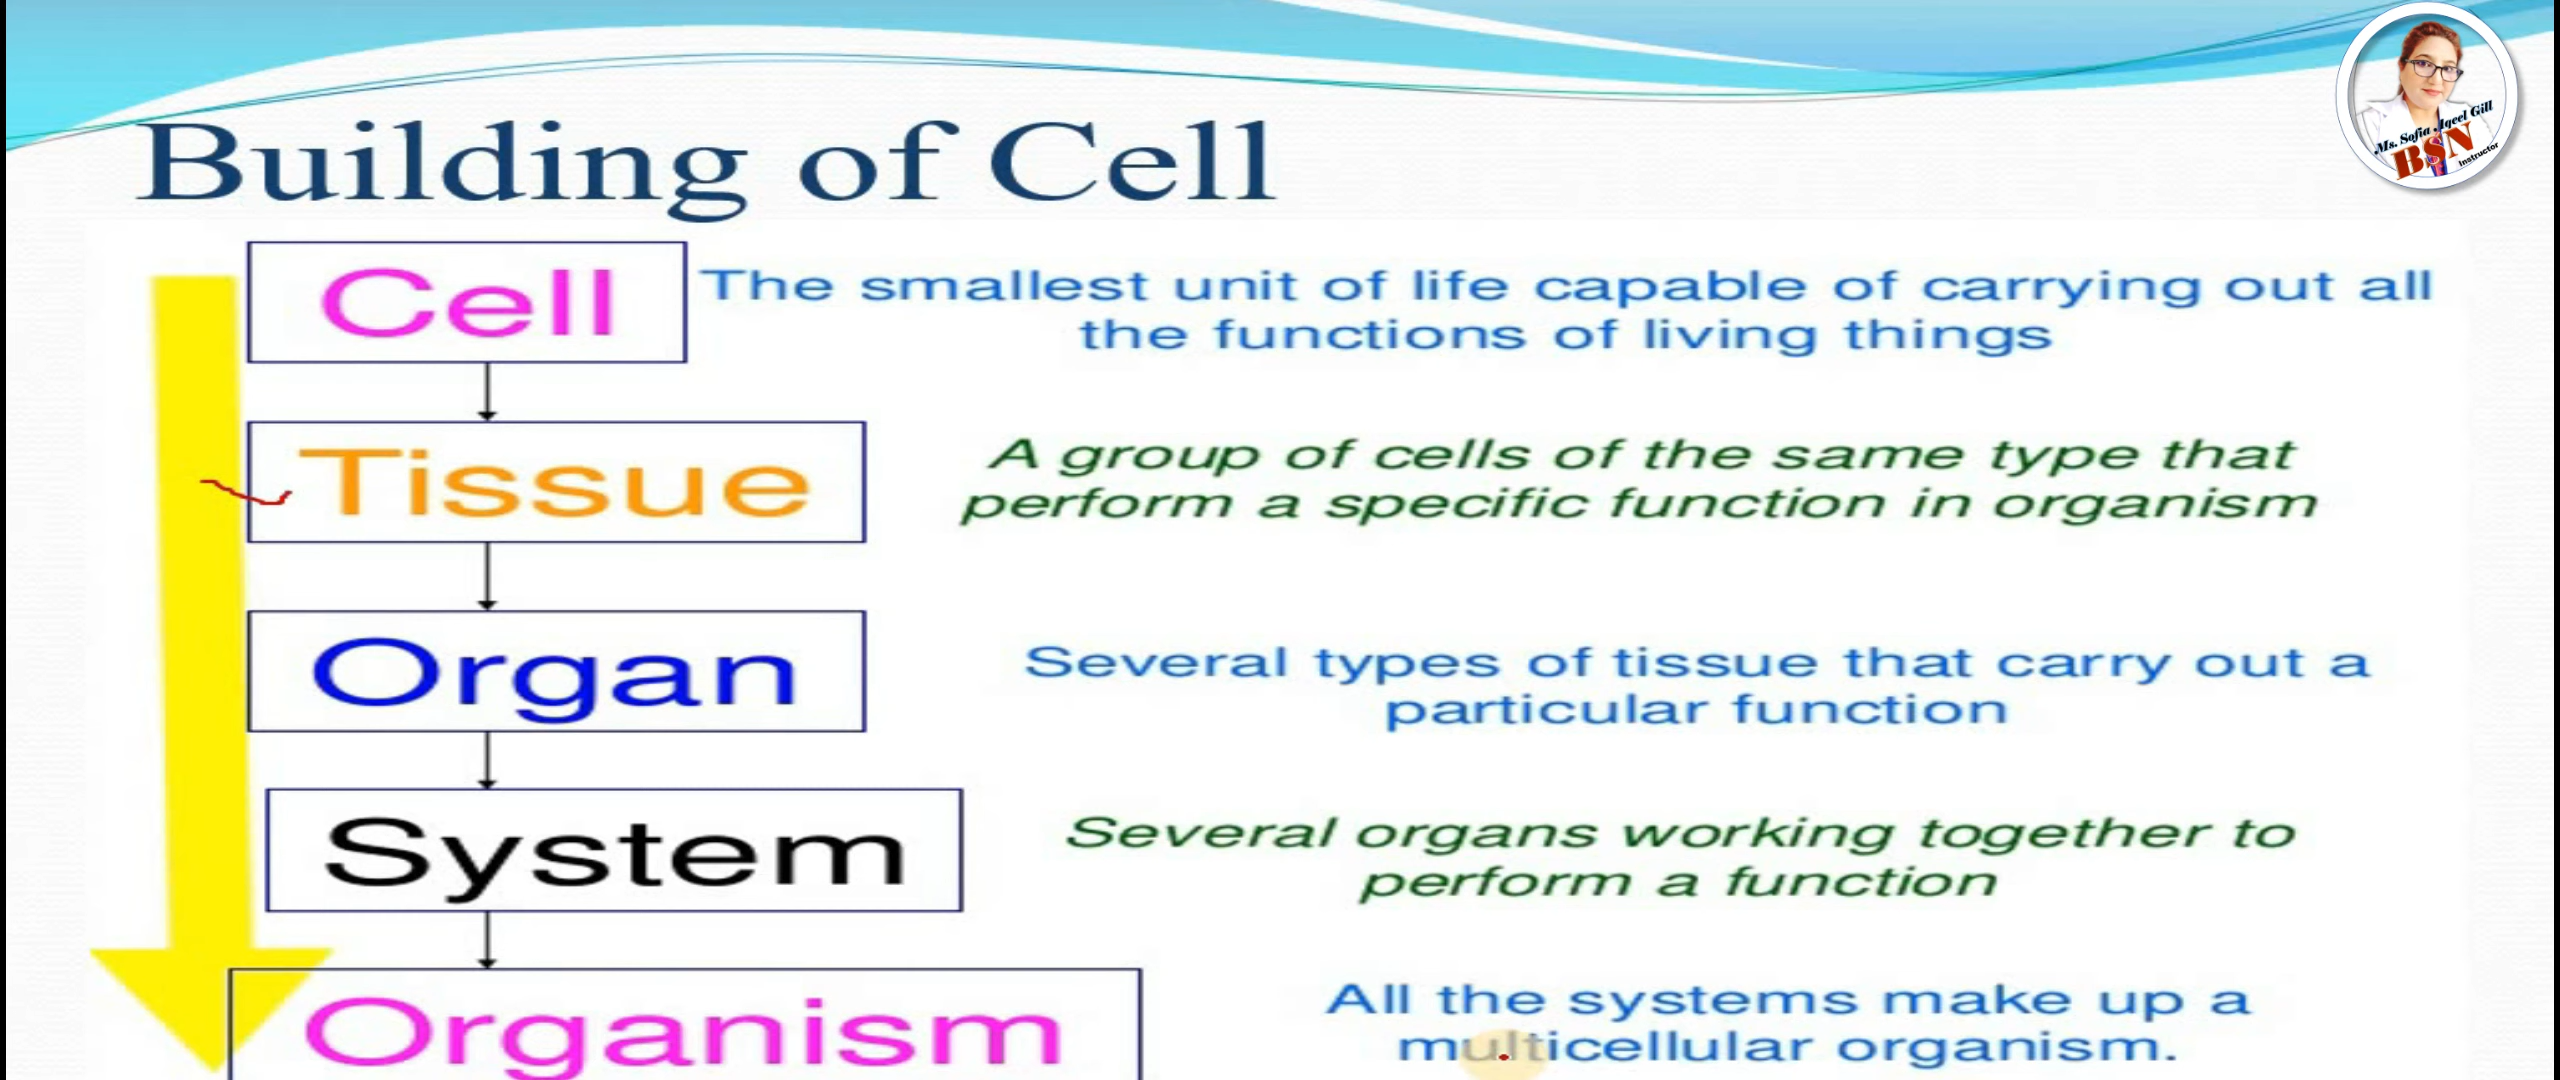 Building of Cell
Ms. Sofia Aqeel Gill
BSN
Instructor
Cell
The smallest unit of life capable of carrying out all
the functions of living things
Tissue
A group of cells of the same type that
perform a specific function in organism
Organ
Several types of tissue that carry out a
particular function
System
Several organs working together to
perform a function
Organism
All the systems make up a
multicellular organism.